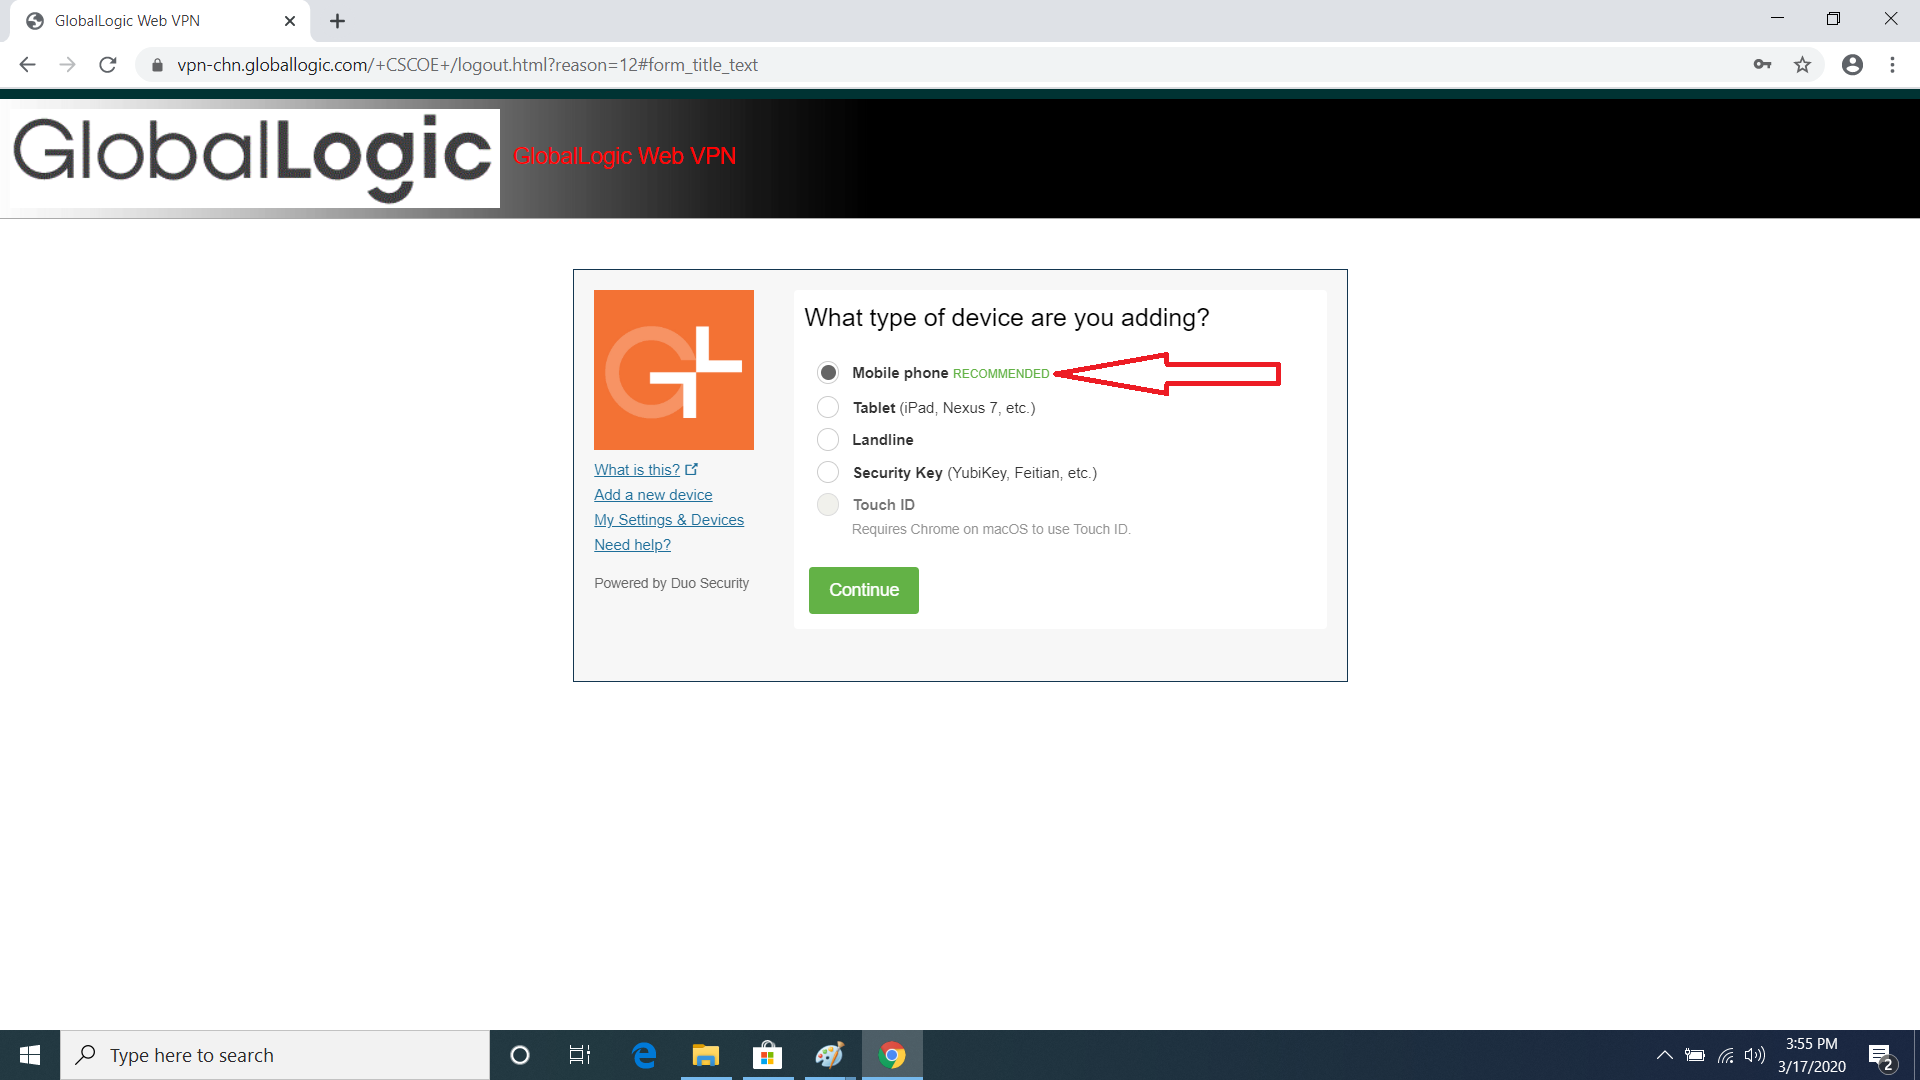 GlobalLogic Web VPN
vpn-chn.globallogic.com/+CSCOE+/logout.html?reason=12#form_title_text
GlobalLogic
GlobalLogic Web VPN
What type of device are you adding?
Mobile phone RECOMMENDED
Tablet (iPad, Nexus 7, etc.)
Landline
Security Key (YubiKey, Feitian, etc.)
Touch ID
Requires Chrome on macOS to use Touch ID.
Continue
G
What is this?
Add a new device
My Settings & Devices
Need help?
Powered by Duo Security
Type here to search
3:55 PM
3/17/2020
2